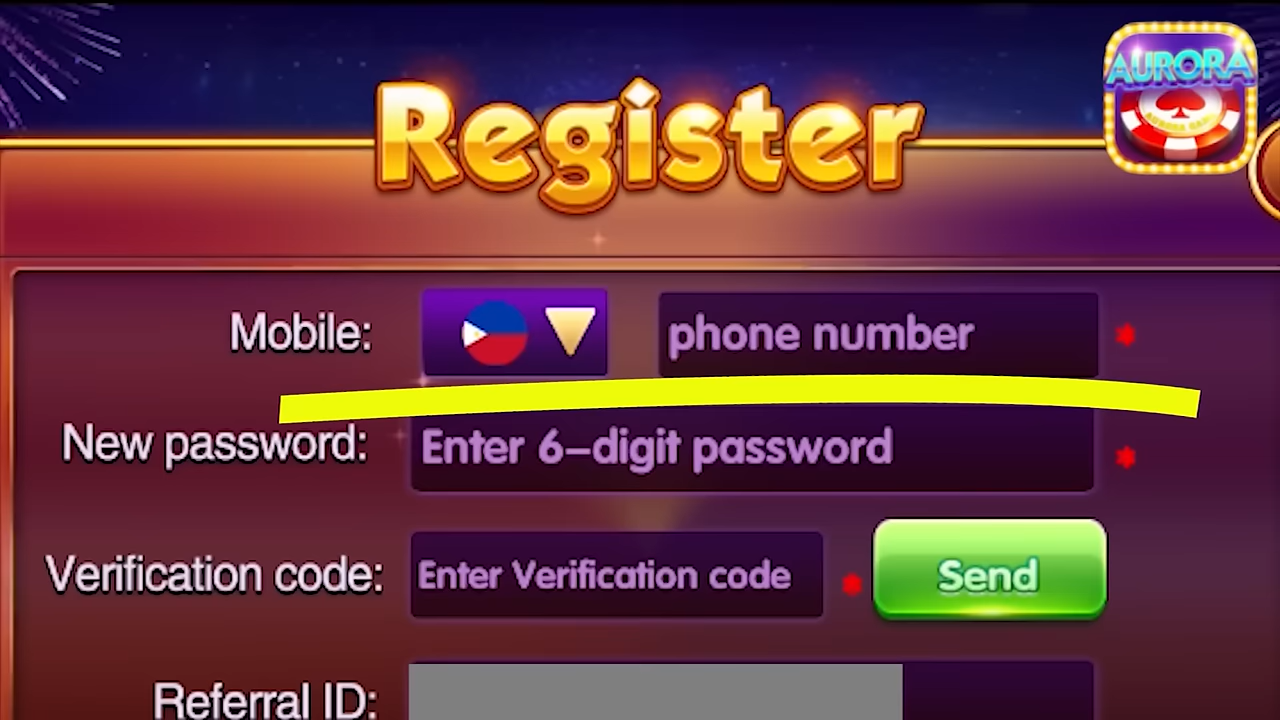 AURORA
Register
Mobile:
phone number *
New password:
Enter 6-digit password *
Verification code:
Enter Verification code *
Send
Referral ID: